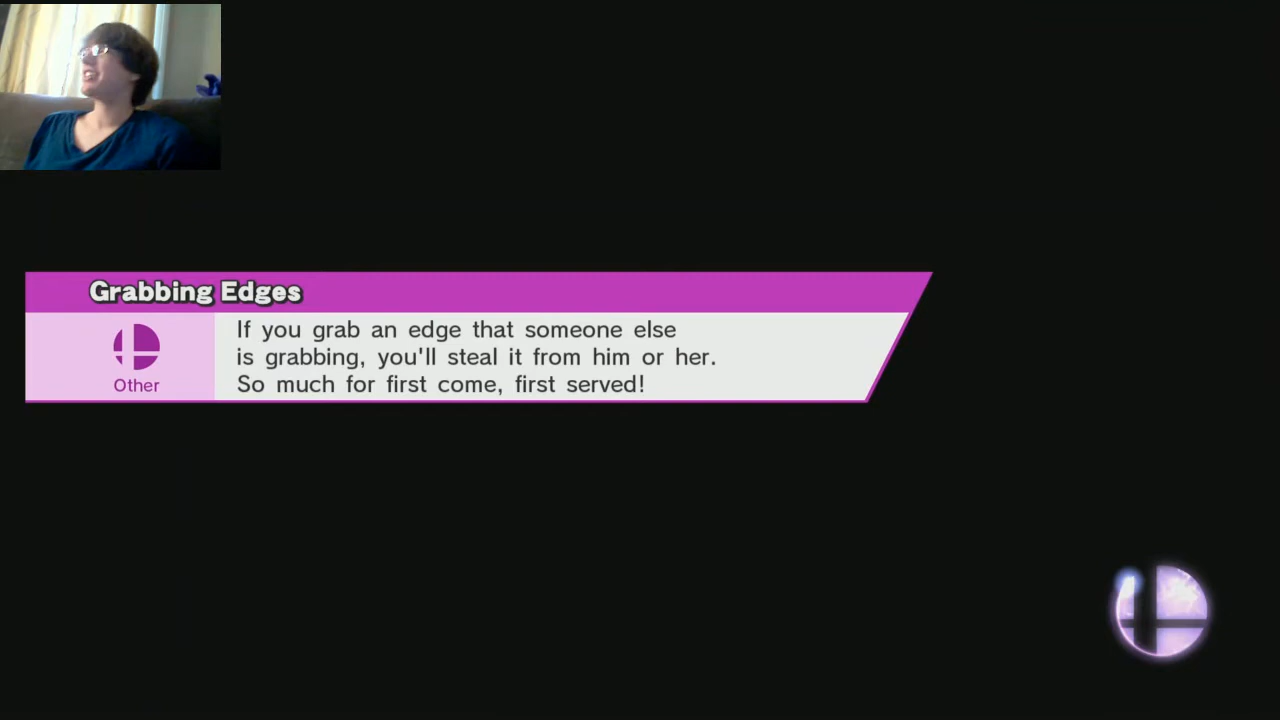 Grabbing Edges
Other
If you grab an edge that someone else
is grabbing, you'll steal it from him or her.
So much for first come, first served!